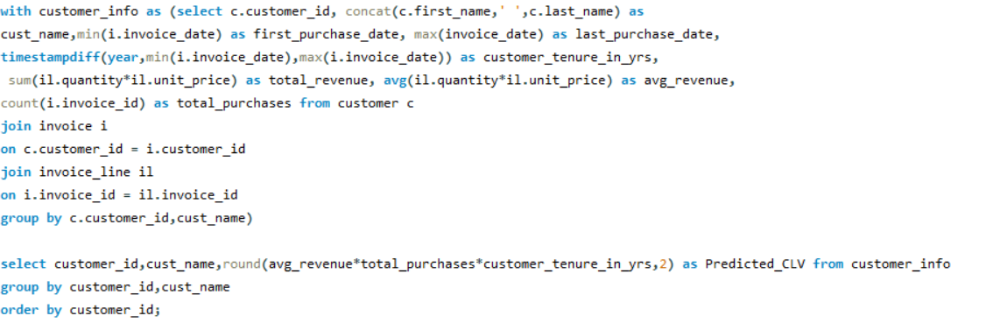 with customer_info as (select c.customer_id, concat(c.first_name,' ',c.last_name) as
cust_name,min(i.invoice_date) as first_purchase_date, max(invoice_date) as last_purchase_date,
timestampdiff(year,min(i.invoice_date),max(i.invoice_date)) as customer_tenure_in_yrs,
sum(il.quantity*il.unit_price) as total_revenue, avg(il.quantity*il.unit_price) as avg_revenue,
count(i.invoice_id) as total_purchases from customer c
join invoice i
on c.customer_id = i.customer_id
join invoice_line il
on i.invoice_id = il.invoice_id
group by c.customer_id,cust_name)
select customer_id,cust_name,round(avg_revenue*total_purchases*customer_tenure_in_yrs,2) as Predicted_CLV from customer_info
group by customer_id,cust_name
order by customer_id;